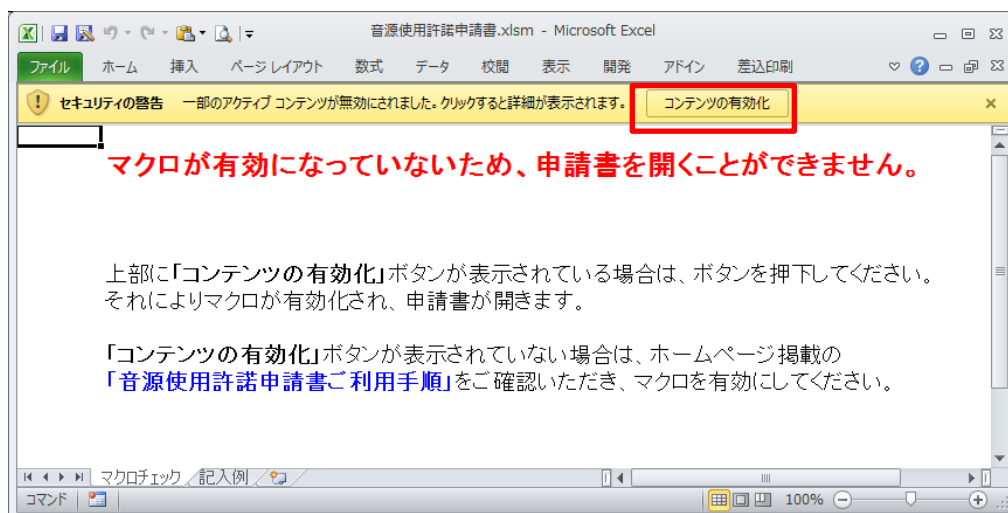 音源使用許諾申請書.xlsm - Microsoft Excel
ファイル ホーム 挿入 ページ レイアウト 数式 データ 校閲 表示 開発 アドイン 差込印刷
セキュリティの警告 一部のアクティブ コンテンツが無効にされました。クリックすると詳細が表示されます。 コンテンツの有効化
マクロが有効になっていないため、申請書を開くことができません。
上部に「コンテンツの有効化」ボタンが表示されている場合は、ボタンを押下してください。
それによりマクロが有効化され、申請書が開きます。
「コンテンツの有効化」ボタンが表示されていない場合は、ホームページ掲載の
「音源使用許諾申請書ご利用手順」をご確認いただき、マクロを有効にしてください。
マクロチェック 記入例
コマンド 100%